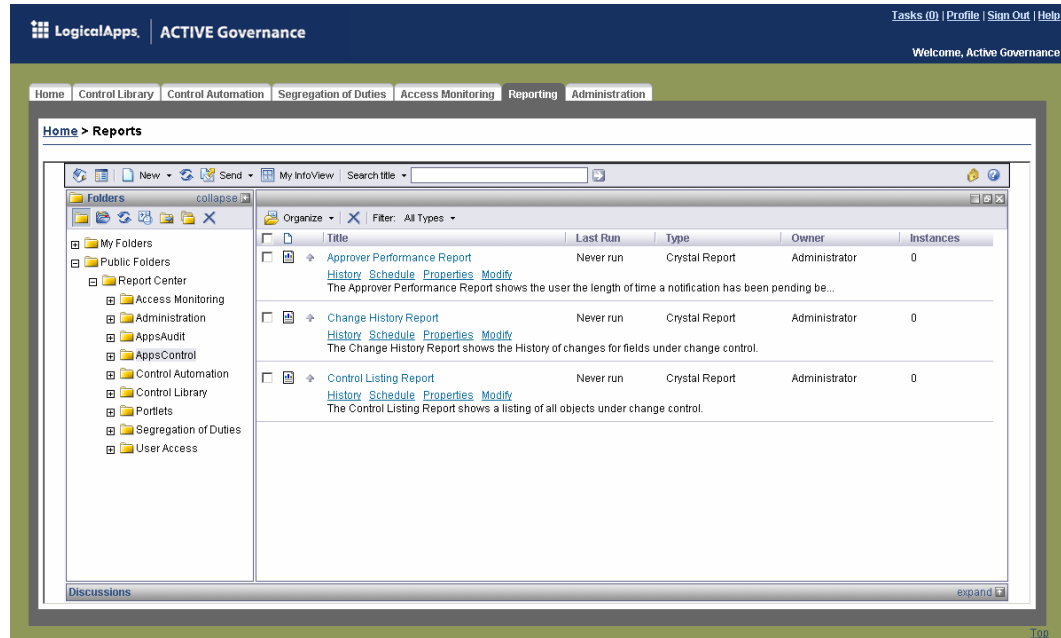 Tasks (0) | Profile | Sign Out | Help
LogicalApps. ACTIVE Governance
Welcome, Active Governance
Home Control Library Control Automation Segregation of Duties Access Monitoring Reporting Administration
Home > Reports
New Send My InfoView Search title
Folders collapse
Organize Filter: All Types
Title Last Run Type Owner Instances
My Folders
Public Folders
Report Center
Access Monitoring
Administration
AppsAudit
AppsControl
Control Automation
Control Library
Portlets
Segregation of Duties
User Access
Approver Performance Report Never run Crystal Report Administrator 0
History Schedule Properties Modify
The Approver Performance Report shows the user the length of time a notification has been pending be...
Change History Report Never run Crystal Report Administrator 0
History Schedule Properties Modify
The Change History Report shows the History of changes for fields under change control.
Control Listing Report Never run Crystal Report Administrator 0
History Schedule Properties Modify
The Control Listing Report shows a listing of all objects under change control.
Discussions expand
Top